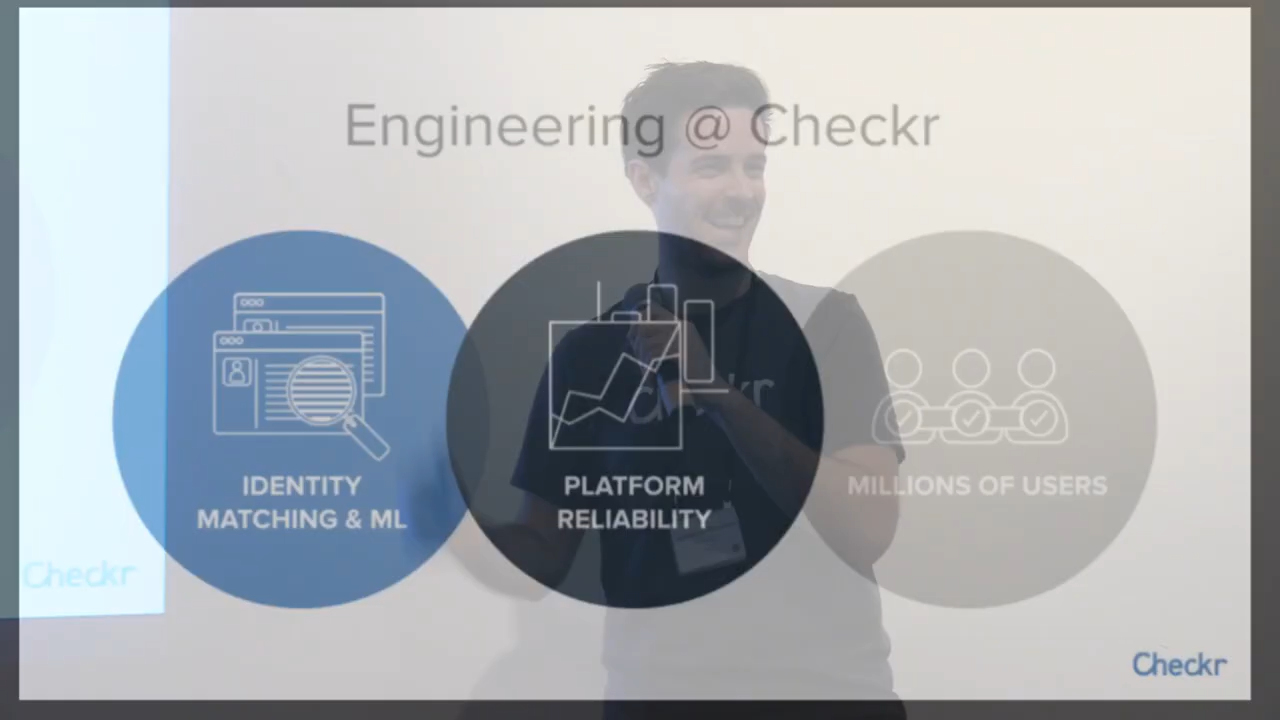 Engineering @ Checkr
IDENTITY
MATCHING & ML
PLATFORM
RELIABILITY
MILLIONS OF USERS
Checkr
Checkr